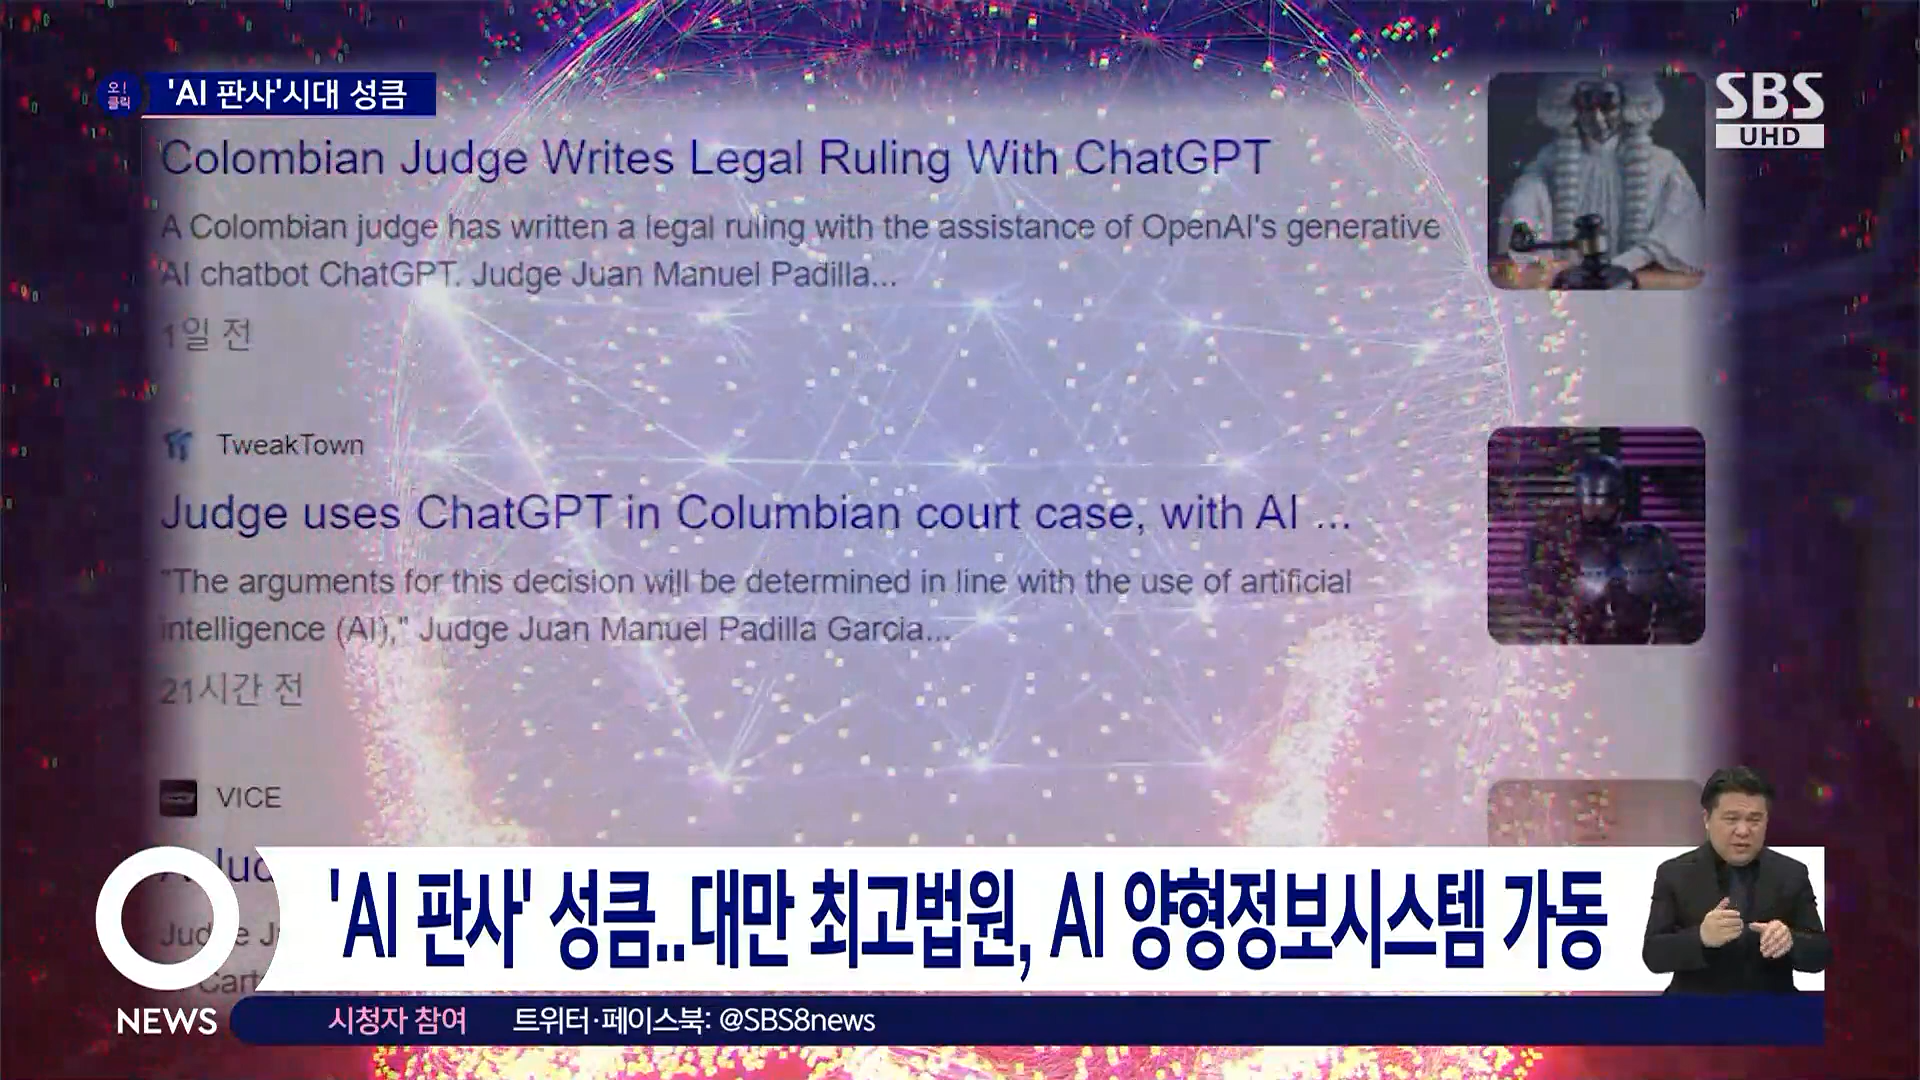 오!
클릭
'AI 판사'시대 성큼
SBS
UHD
Colombian Judge Writes Legal Ruling With ChatGPT
A Colombian judge has written a legal ruling with the assistance of OpenAI's generative
AI chatbot ChatGPT. Judge Juan Manuel Padilla...
1일 전
TweakTown
Judge uses ChatGPT in Columbian court case, with AI ...
"The arguments for this decision will be determined in line with the use of artificial
intelligence (AI)," Judge Juan Manuel Padilla Garcia...
21시간 전
VICE
'AI 판사' 성큼..대만 최고법원, AI 양형정보시스템 가동
NEWS
시청자 참여 트위터·페이스북: @SBS8news